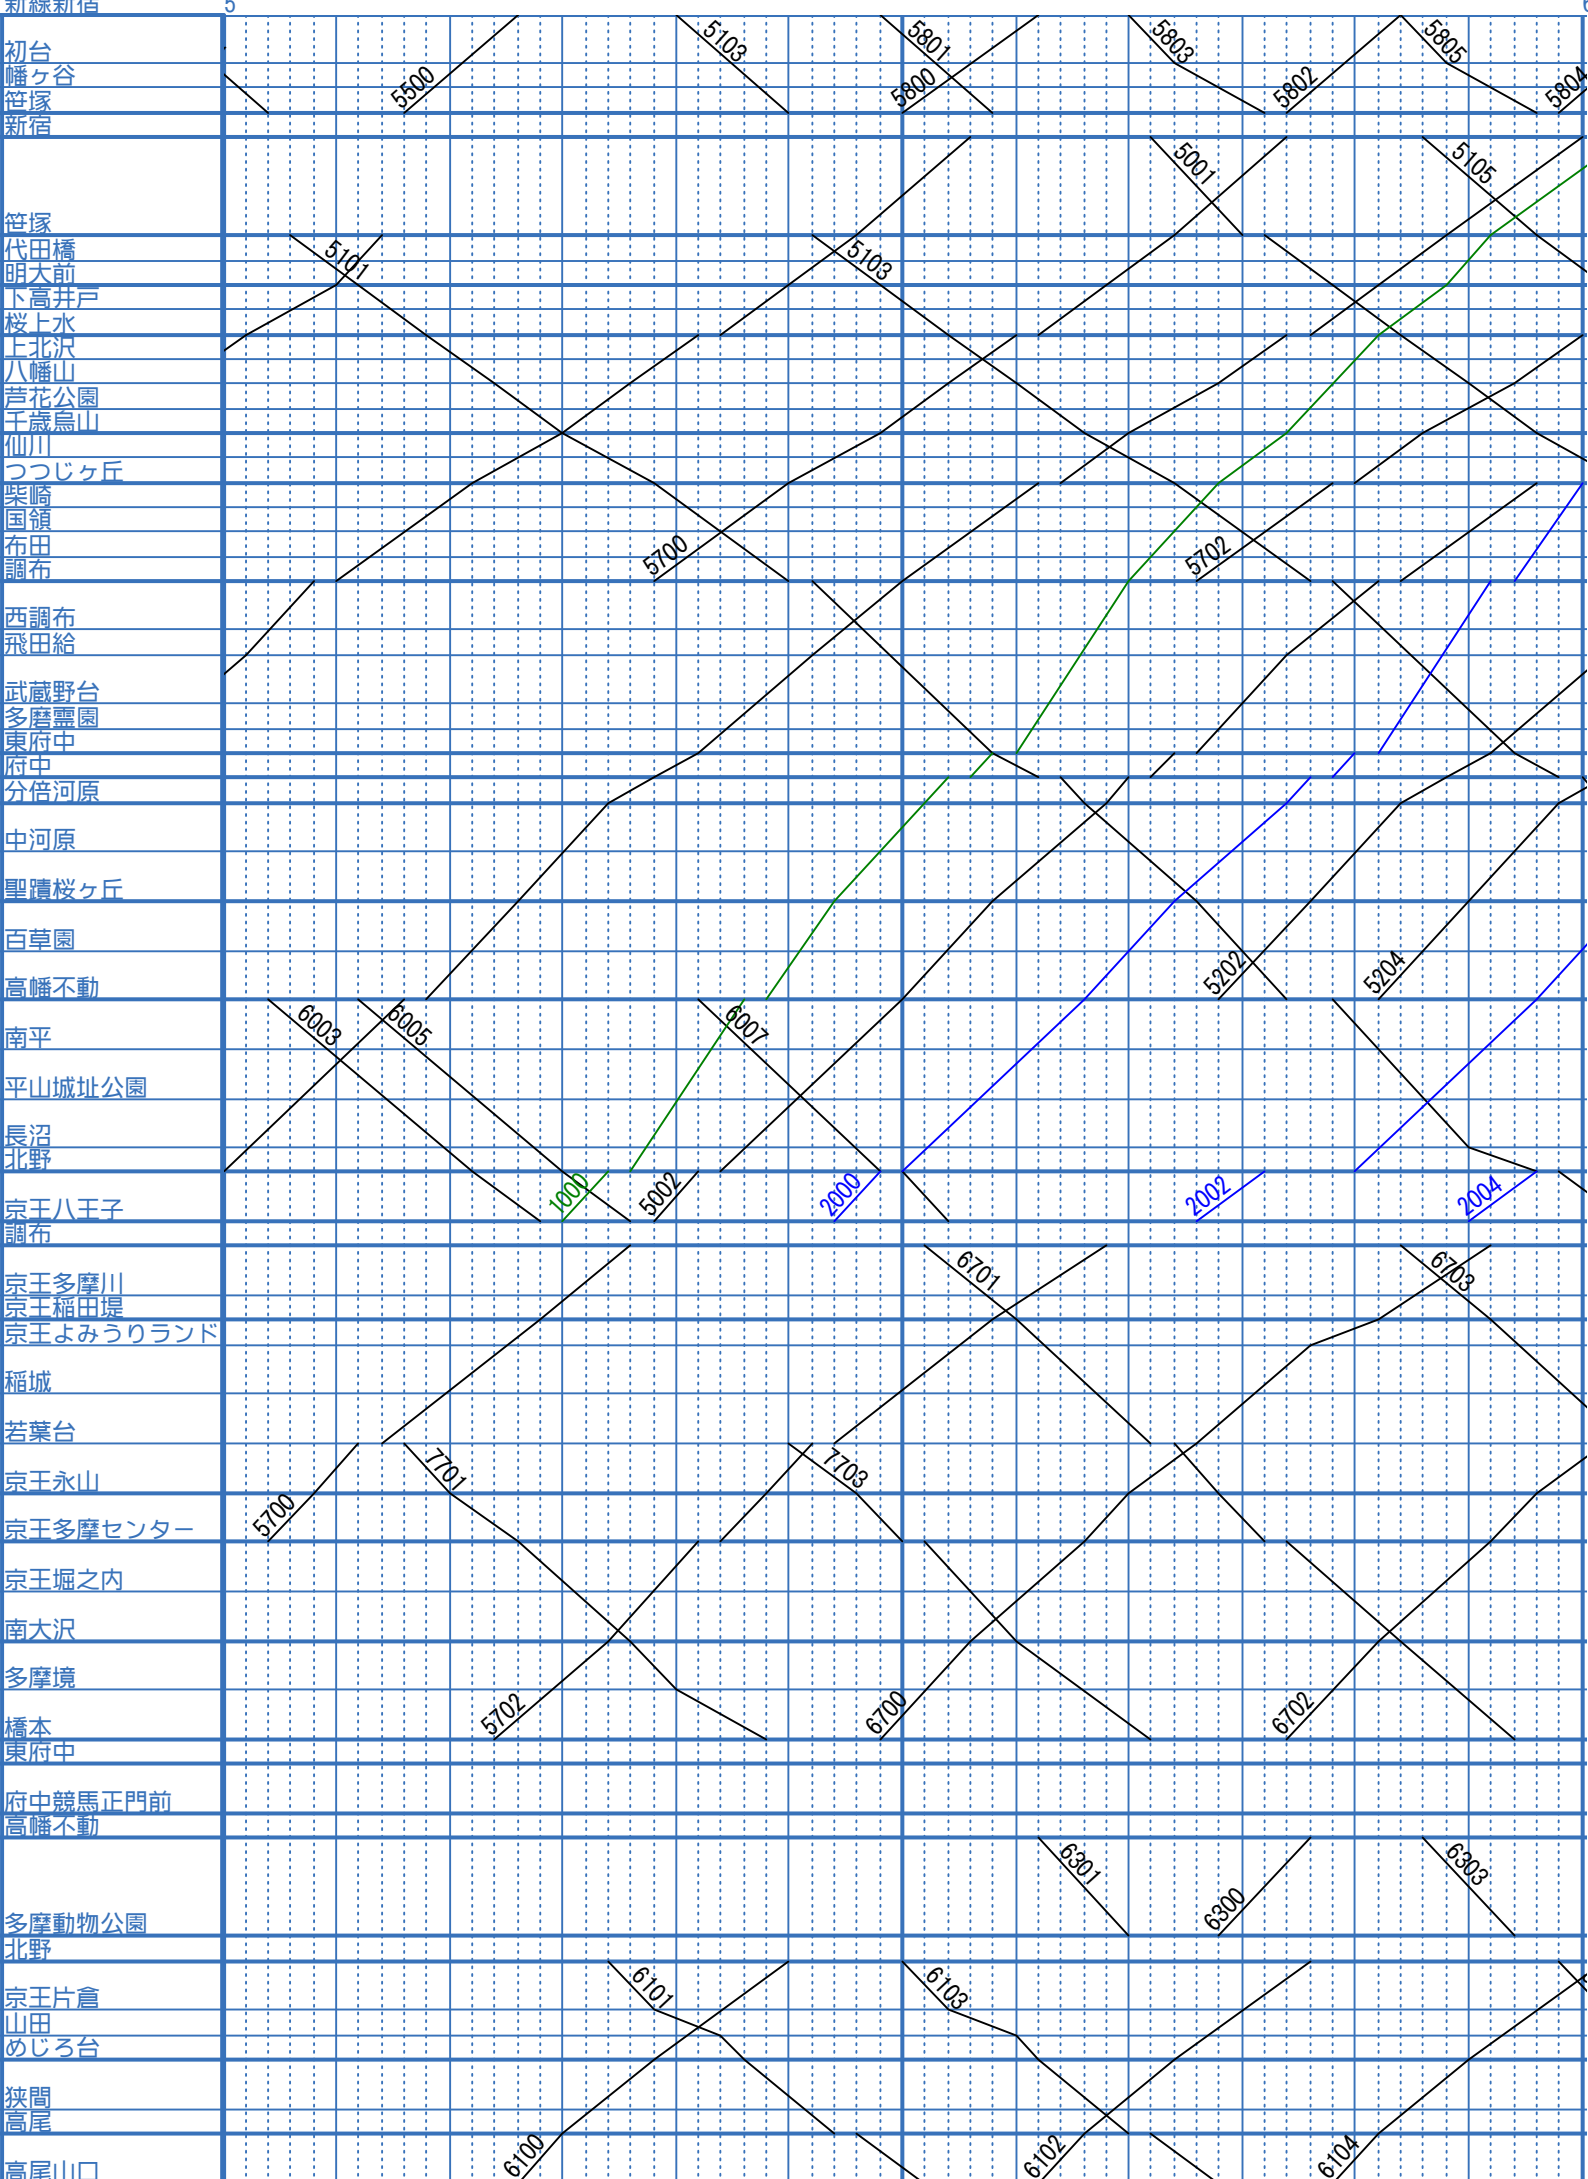 新線新宿
5
6
初台
幡ヶ谷
笹塚
新宿
笹塚
代田橋
明大前
下高井戸
桜上水
上北沢
八幡山
芦花公園
千歳烏山
仙川
つつじヶ丘
柴崎
国領
布田
調布
西調布
飛田給
武蔵野台
多磨霊園
東府中
府中
分倍河原
中河原
聖蹟桜ヶ丘
百草園
高幡不動
南平
平山城址公園
長沼
北野
京王八王子
調布
京王多摩川
京王稲田堤
京王よみうりランド
稲城
若葉台
京王永山
京王多摩センター
京王堀之内
南大沢
多摩境
橋本
東府中
府中競馬正門前
高幡不動
多摩動物公園
北野
京王片倉
山田
めじろ台
狭間
高尾
高尾山口
5500
5103
5801
5800
5803
5802
5805
5804
5001
5105
5101
5103
5700
5702
5202
5204
6003
6005
6007
1000
5002
2000
2002
2004
6701
6703
5700
7701
7703
5702
6700
6702
6301
6300
6303
6101
6103
6100
6102
6104